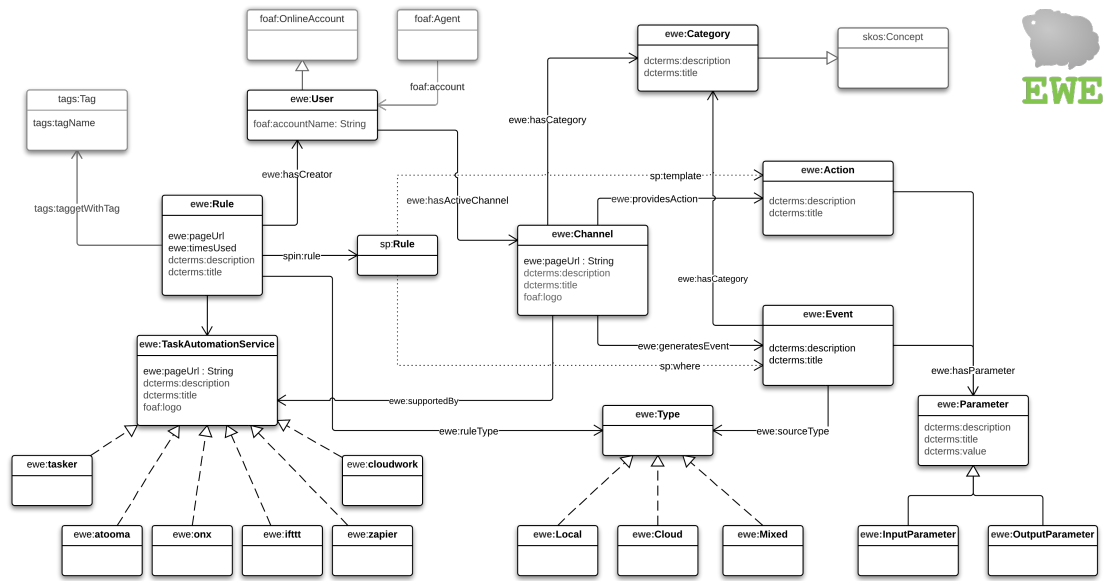 foaf:OnlineAccount
foaf:Agent
ewe:Category
dcterms:description
dcterms:title
skos:Concept
EWE
foaf:account
tags:Tag
tags:tagName
ewe:User
foaf:accountName: String
ewe:hasCategory
ewe:hasCreator
sp:template
ewe:Action
dcterms:description
dcterms:title
tags:taggetWithTag
ewe:Rule
ewe:pageUrl
ewe:timesUsed
dcterms:description
dcterms:title
ewe:hasActiveChannel
ewe:providesAction
spin:rule
sp:Rule
ewe:Channel
ewe:pageUrl : String
dcterms:description
dcterms:title
foaf:logo
ewe:hasCategory
ewe:Event
dcterms:description
dcterms:title
ewe:generatesEvent
sp:where
ewe:hasParameter
ewe:TaskAutomationService
ewe:pageUrl : String
dcterms:description
dcterms:title
foaf:logo
ewe:supportedBy
ewe:ruleType
ewe:Type
ewe:sourceType
ewe:Parameter
dcterms:description
dcterms:title
dcterms:value
ewe:tasker
ewe:cloudwork
ewe:atooma
ewe:onx
ewe:ifttt
ewe:zapier
ewe:Local
ewe:Cloud
ewe:Mixed
ewe:InputParameter
ewe:OutputParameter